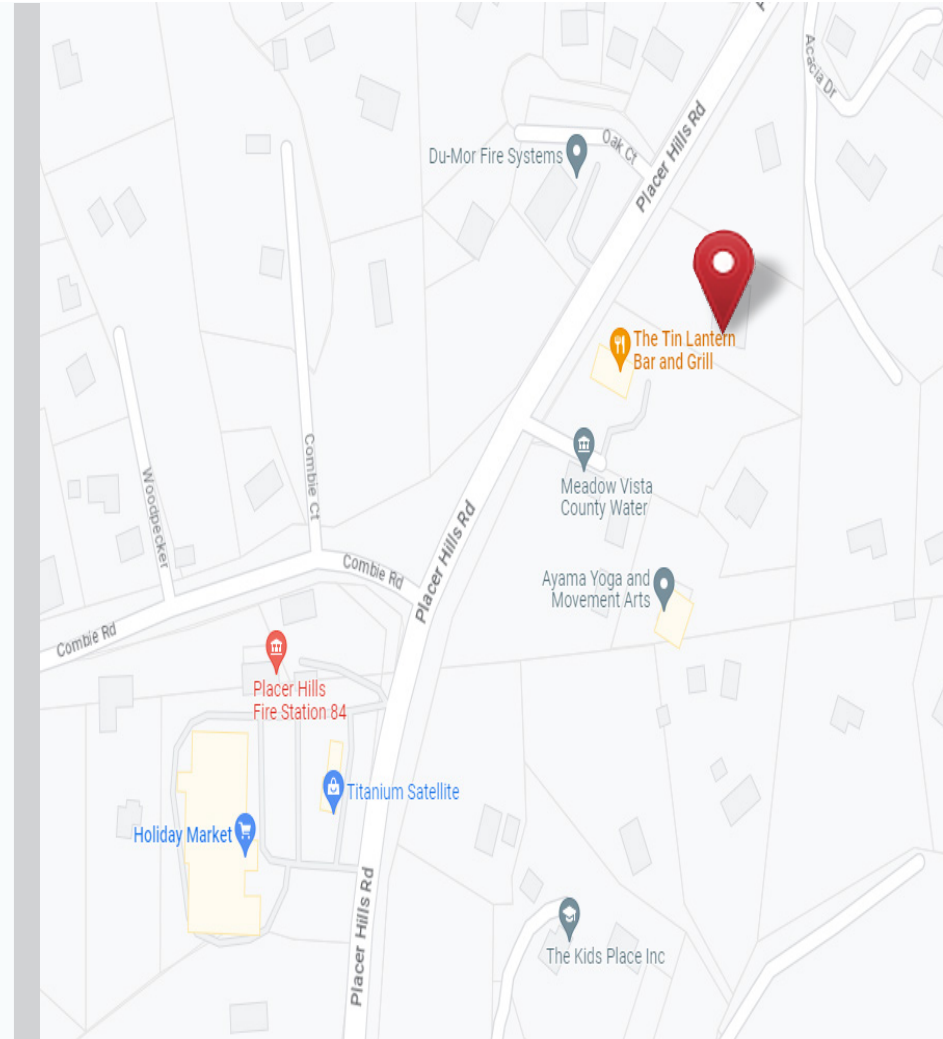 Acacia Dr
Oak Ct
Du-Mor Fire Systems
Placer Hills Rd
The Tin Lantern
Bar and Grill
Meadow Vista
County Water
Combie Ct
Woodpecker
Placer Hills Rd
Combie Rd
Ayama Yoga and
Movement Arts
Combie Rd
Placer Hills
Fire Station 84
Titanium Satellite
Holiday Market
Placer Hills Rd
The Kids Place Inc